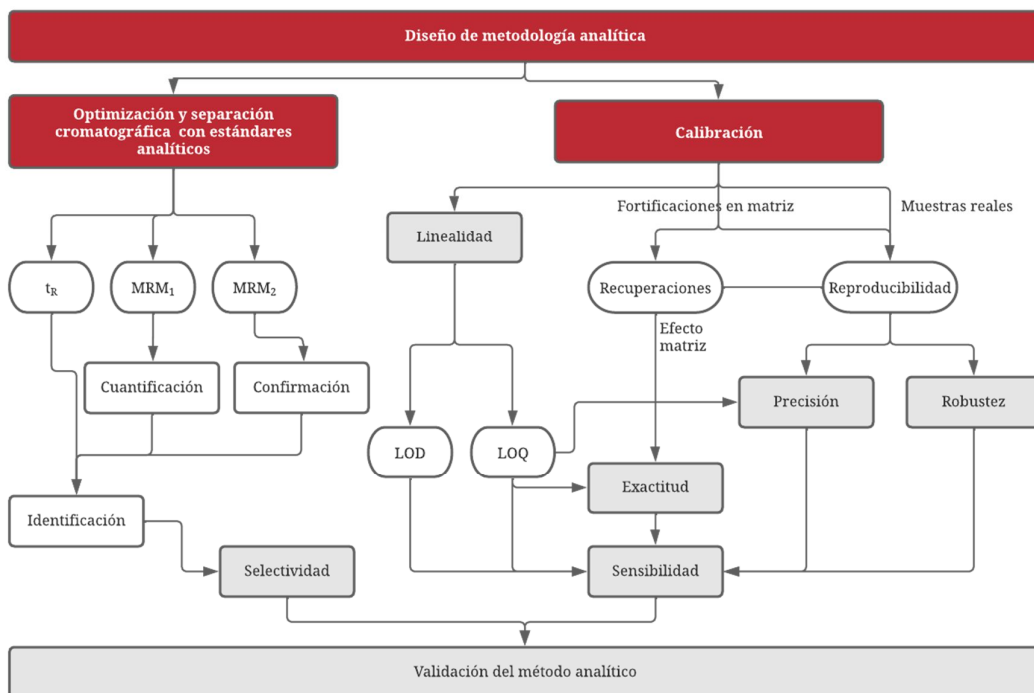 Diseño de metodología analítica
Optimización y separación
cromatográfica con estándares
analíticos
Calibración
Fortificaciones en matriz
Muestras reales
Linealidad
tR
MRM1
MRM2
Recuperaciones
Reproducibilidad
Efecto
matriz
Cuantificación
Confirmación
Precisión
Robustez
LOD
LOQ
Exactitud
Identificación
Selectividad
Sensibilidad
Validación del método analítico